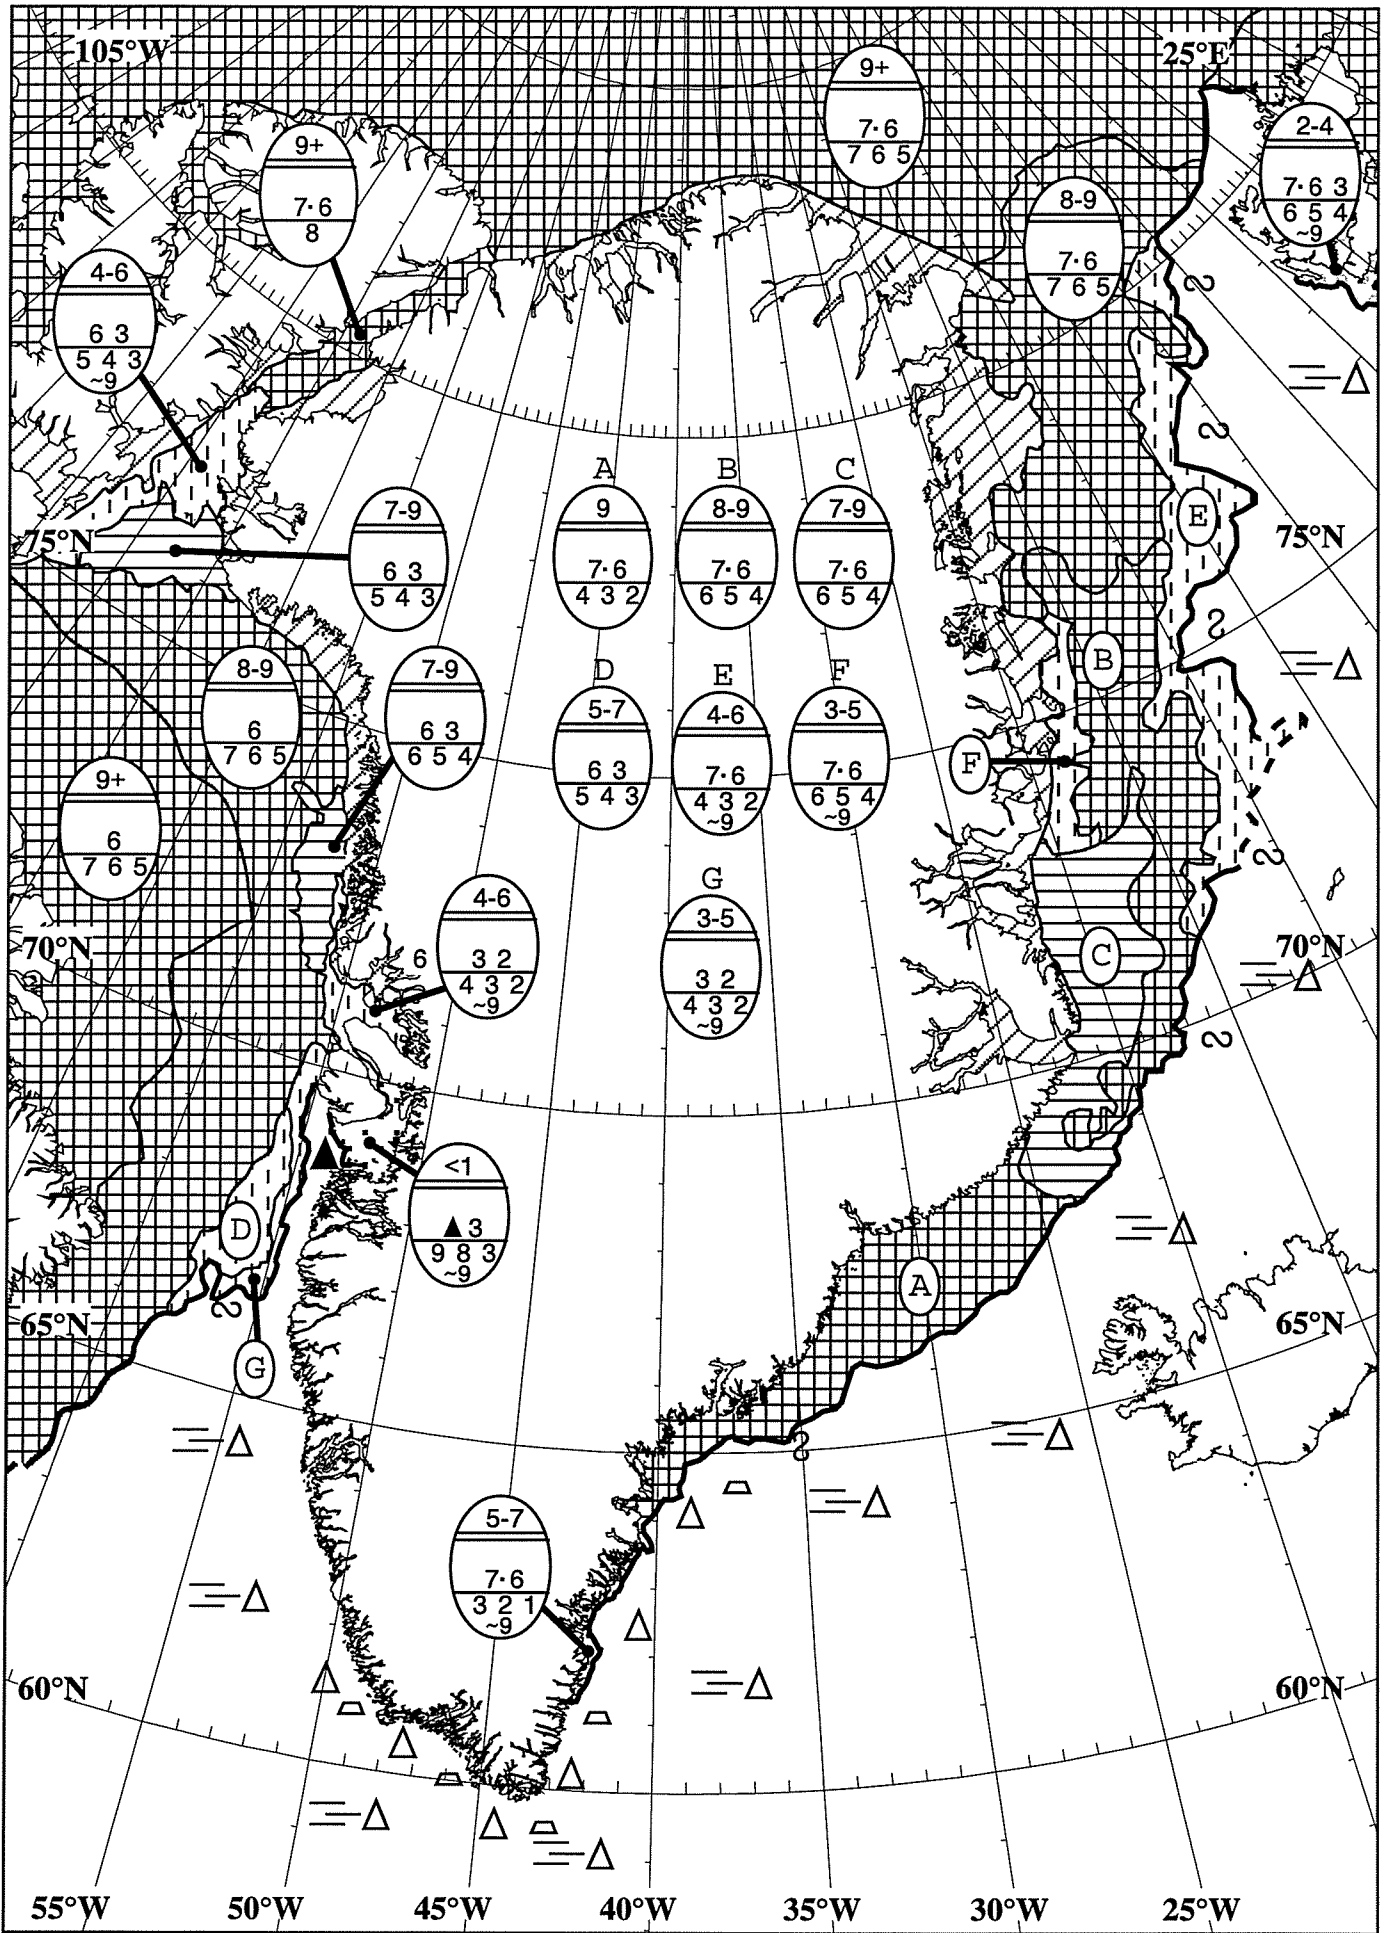 105°W
25°E
9+
7•6
7 6 5
2-4
7•6 3
6 5 4
~9
9+
7•6
8
8-9
7•6
7 6 5
4-6
6 3
5 4 3
~9
A
B
C
7-9
6 3
5 4 3
9
7•6
4 3 2
8-9
7•6
6 5 4
7-9
7•6
6 5 4
E
75°N
75°N
B
8-9
6
7 6 5
7-9
6 3
6 5 4
D
E
F
5-7
6 3
5 4 3
4-6
7•6
4 3 2
~9
3-5
7•6
6 5 4
~9
F
9+
6
7 6 5
G
4-6
3 2
4 3 2
~9
6
3-5
3 2
4 3 2
~9
70°N
C
70°N
<1
▲3
9 8 3
~9
D
A
65°N
65°N
G
5-7
7•6
3 2 1
~9
60°N
60°N
55°W
50°W
45°W
40°W
35°W
30°W
25°W